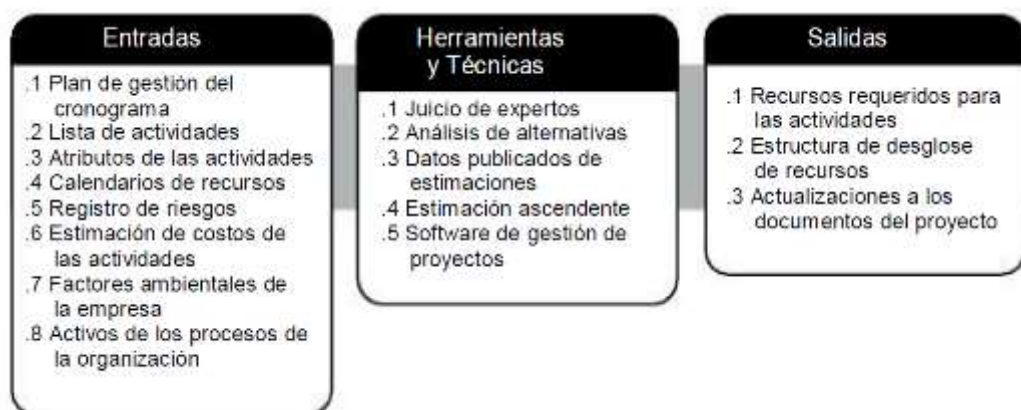 Entradas
.1 Plan de gestión del
cronograma
.2 Lista de actividades
.3 Atributos de las actividades
.4 Calendarios de recursos
.5 Registro de riesgos
.6 Estimación de costos de
las actividades
.7 Factores ambientales de
la empresa
.8 Activos de los procesos de
la organización
Herramientas
y Técnicas
.1 Juicio de expertos
.2 Análisis de alternativas
.3 Datos publicados de
estimaciones
.4 Estimación ascendente
.5 Software de gestión de
proyectos
Salidas
.1 Recursos requeridos para
las actividades
.2 Estructura de desglose
de recursos
.3 Actualizaciones a los
documentos del proyecto